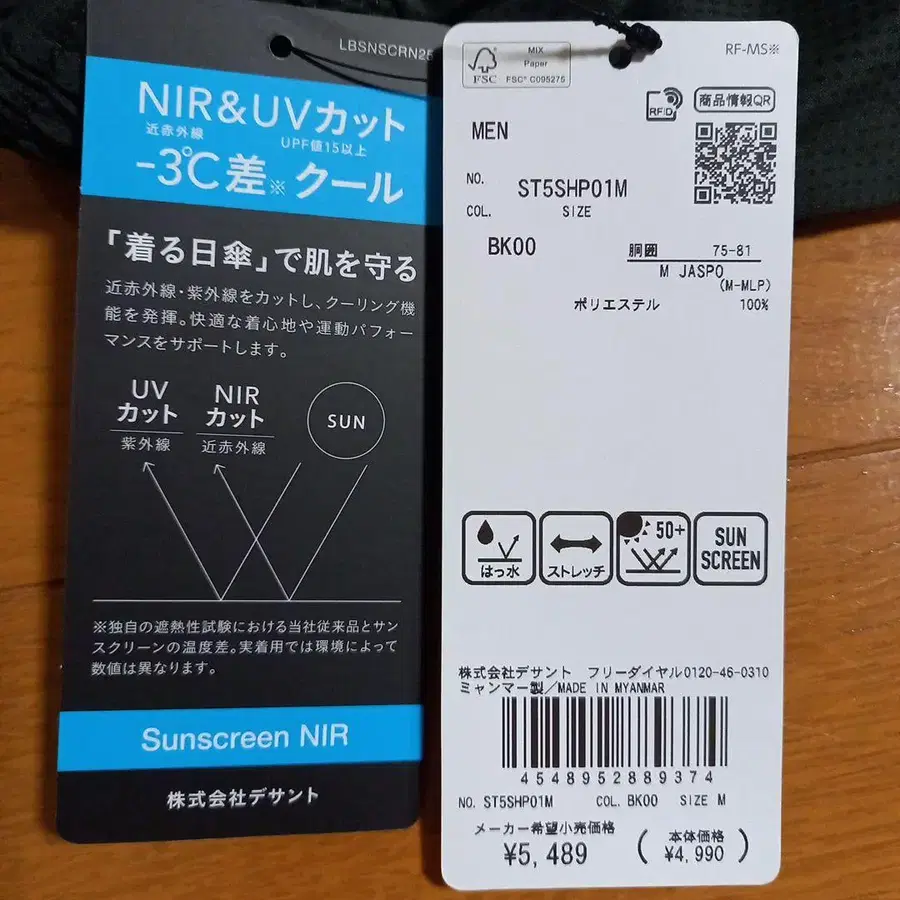 LBSNSCRN25
NIR&UVカット
近赤外線
UPF値15以上
-3℃差※クール
「着る日傘」で肌を守る
近赤外線・紫外線をカットし、クーリング機
能を発揮。快適な着心地や運動パフォー
マンスをサポートします。
UV
カット
紫外線
NIR
カット
近赤外線
SUN
※独自の遮熱性試験における当社従来品とサン
スクリーンの温度差。実着用では環境によって
数値は異なります。
Sunscreen NIR
株式会社デサント
FSC
MIX
Paper
FSC® C095275
RF-MS※
RFID
商品情報QR
MEN
NO. ST5SHP01M
COL. SIZE
BK00 胴囲 75-81
M JASPO
(M-MLP)
ポリエステル 100%
はっ水
ストレッチ
50+
SUN
SCREEN
株式会社デサント フリーダイヤル0120-46-0310
ミャンマー製/MADE IN MYANMAR
4548952889374
NO. ST5SHP01M COL. BK00 SIZE M
メーカー希望小売価格
¥5,489
(本体価格
¥4,990)